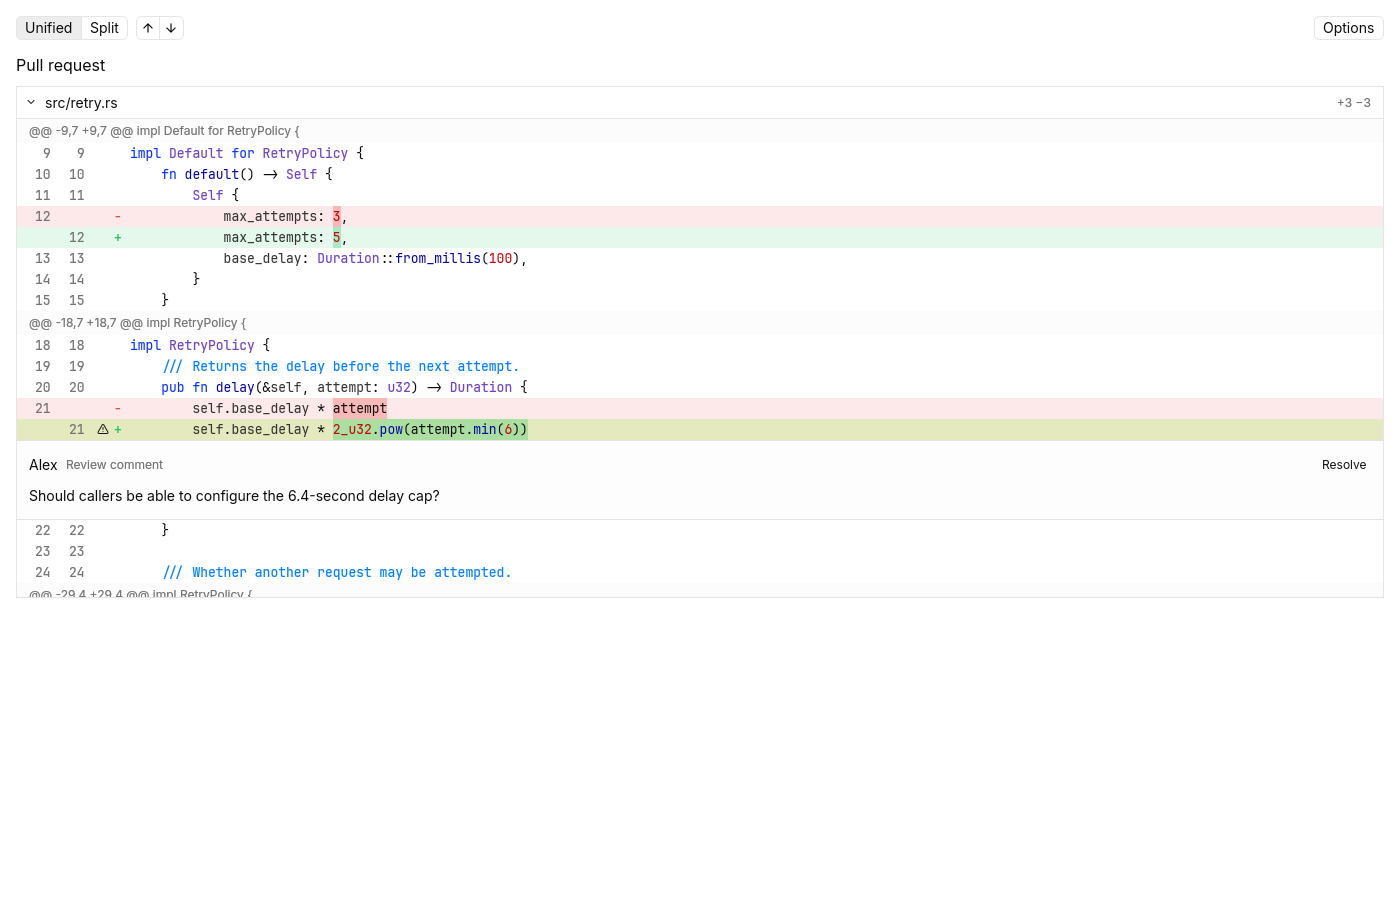 Unified Split ↑ ↓ Options
Pull request
src/retry.rs +3 −3
@@ -9,7 +9,7 @@ impl Default for RetryPolicy {
9 9 impl Default for RetryPolicy {
10 10 fn default() -> Self {
11 11 Self {
12 - max_attempts: 3,
12 + max_attempts: 5,
13 13 base_delay: Duration::from_millis(100),
14 14 }
15 15 }
@@ -18,7 +18,7 @@ impl RetryPolicy {
18 18 impl RetryPolicy {
19 19 /// Returns the delay before the next attempt.
20 20 pub fn delay(&self, attempt: u32) -> Duration {
21 - self.base_delay * attempt
21 + self.base_delay * 2_u32.pow(attempt.min(6))
Alex Review comment Resolve
Should callers be able to configure the 6.4-second delay cap?
22 22 }
23 23
24 24 /// Whether another request may be attempted.
@@ -29,4 +29,4 @@ impl RetryPolicy {